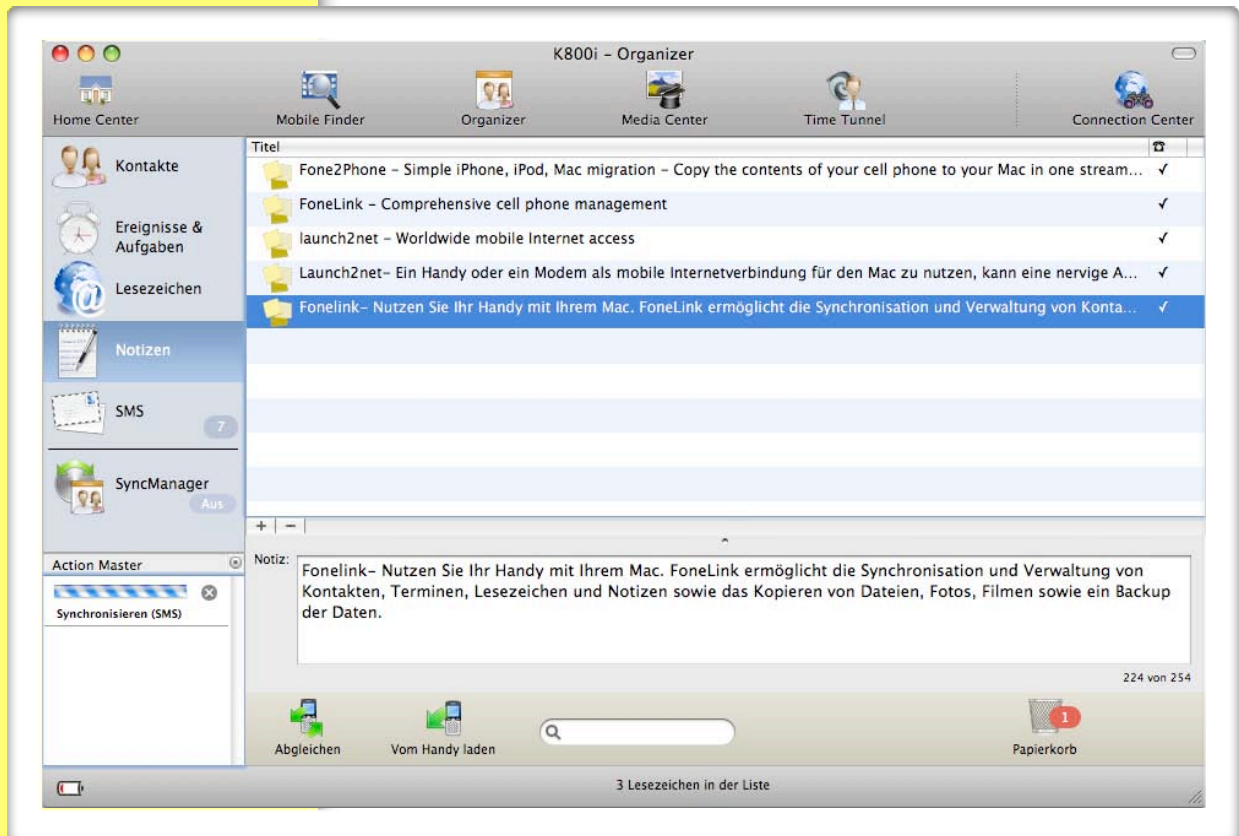 K800i – Organizer
Home Center
Mobile Finder
Organizer
Media Center
Time Tunnel
Connection Center
Kontakte
Ereignisse &
Aufgaben
Lesezeichen
Notizen
SMS
7
SyncManager
Aus
Titel
Fone2Phone – Simple iPhone, iPod, Mac migration – Copy the contents of your cell phone to your Mac in one stream...
FoneLink – Comprehensive cell phone management
launch2net – Worldwide mobile Internet access
Launch2net– Ein Handy oder ein Modem als mobile Internetverbindung für den Mac zu nutzen, kann eine nervige A...
Fonelink– Nutzen Sie Ihr Handy mit Ihrem Mac. FoneLink ermöglicht die Synchronisation und Verwaltung von Konta...
+ –
Action Master
Synchronisieren (SMS)
Notiz:
Fonelink– Nutzen Sie Ihr Handy mit Ihrem Mac. FoneLink ermöglicht die Synchronisation und Verwaltung von
Kontakten, Terminen, Lesezeichen und Notizen sowie das Kopieren von Dateien, Fotos, Filmen sowie ein Backup
der Daten.
224 von 254
Abgleichen
Vom Handy laden
1
Papierkorb
3 Lesezeichen in der Liste